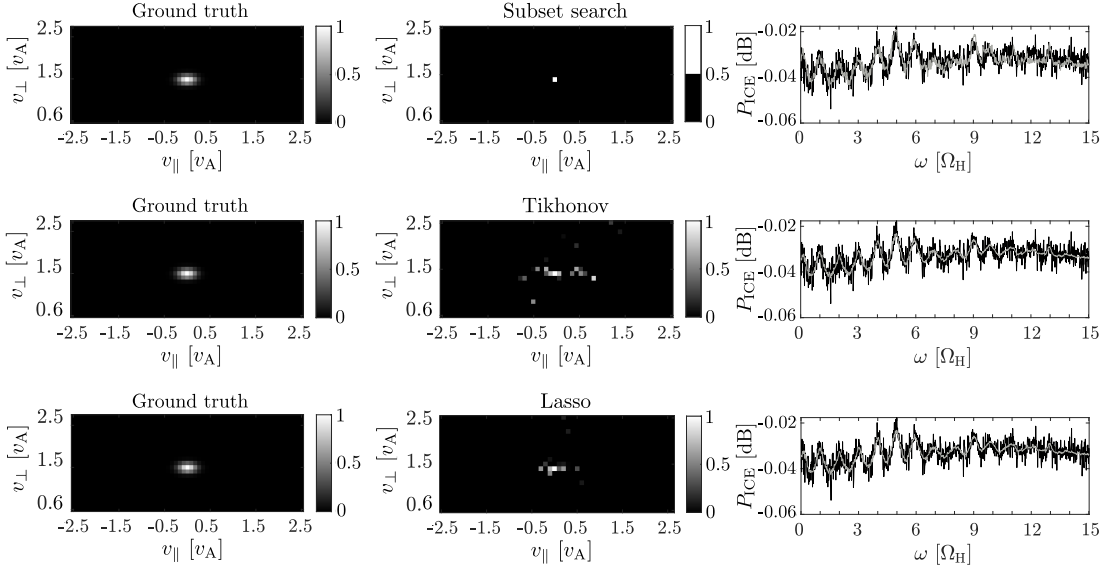 Ground truth
2.5
1.5
0.6
v⊥ [vA]
-2.5 -1.5 -0.5 0.5 1.5 2.5
v∥ [vA]
1
0.5
0
Subset search
2.5
1.5
0.6
v⊥ [vA]
-2.5 -1.5 -0.5 0.5 1.5 2.5
v∥ [vA]
1
0.5
0
-0.02
-0.04
-0.06
PICE [dB]
0 3 6 9 12 15
ω [ΩH]
Ground truth
2.5
1.5
0.6
v⊥ [vA]
-2.5 -1.5 -0.5 0.5 1.5 2.5
v∥ [vA]
1
0.5
0
Tikhonov
2.5
1.5
0.6
v⊥ [vA]
-2.5 -1.5 -0.5 0.5 1.5 2.5
v∥ [vA]
1
0.5
0
-0.02
-0.04
-0.06
PICE [dB]
0 3 6 9 12 15
ω [ΩH]
Ground truth
2.5
1.5
0.6
v⊥ [vA]
-2.5 -1.5 -0.5 0.5 1.5 2.5
v∥ [vA]
1
0.5
0
Lasso
2.5
1.5
0.6
v⊥ [vA]
-2.5 -1.5 -0.5 0.5 1.5 2.5
v∥ [vA]
1
0.5
0
-0.02
-0.04
-0.06
PICE [dB]
0 3 6 9 12 15
ω [ΩH]